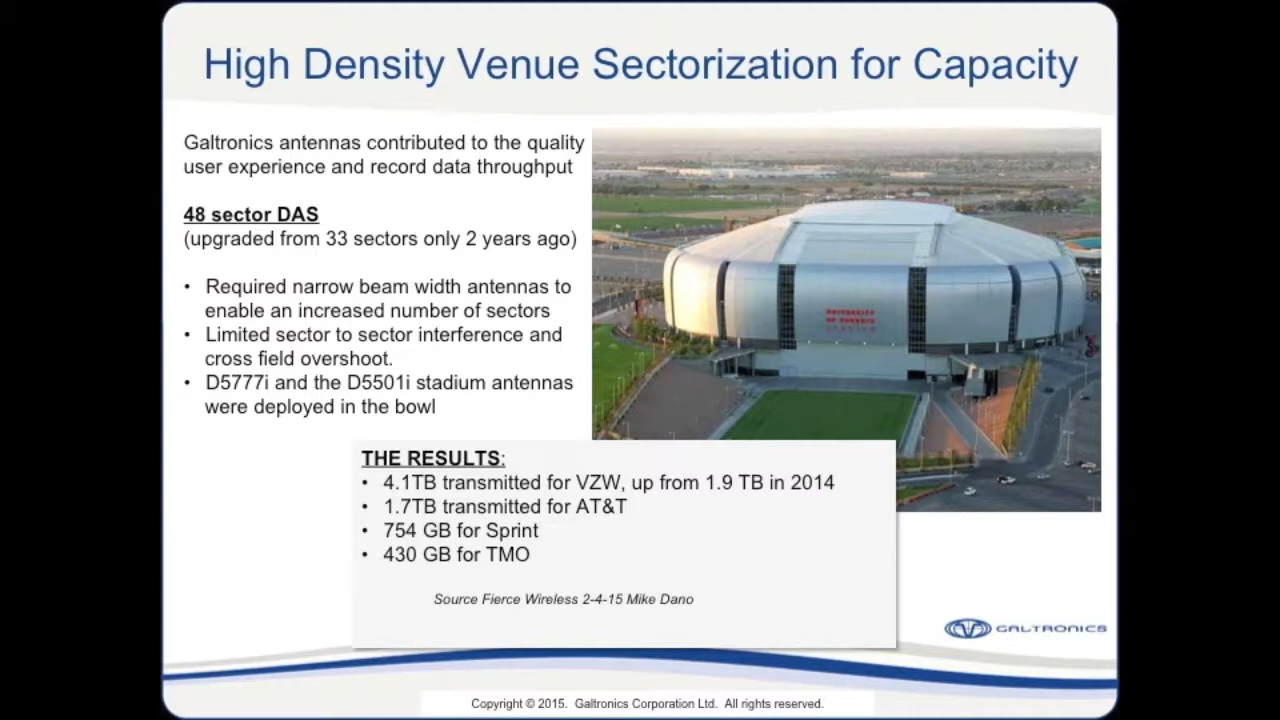 High Density Venue Sectorization for Capacity
Galtronics antennas contributed to the quality
user experience and record data throughput
48 sector DAS
(upgraded from 33 sectors only 2 years ago)
• Required narrow beam width antennas to
enable an increased number of sectors
• Limited sector to sector interference and
cross field overshoot.
• D5777i and the D5501i stadium antennas
were deployed in the bowl
UNIVERSITY
OF PHOENIX
STADIUM
THE RESULTS:
• 4.1TB transmitted for VZW, up from 1.9 TB in 2014
• 1.7TB transmitted for AT&T
• 754 GB for Sprint
• 430 GB for TMO
Source Fierce Wireless 2-4-15 Mike Dano
GALTRONICS
Copyright © 2015. Galtronics Corporation Ltd. All rights reserved.